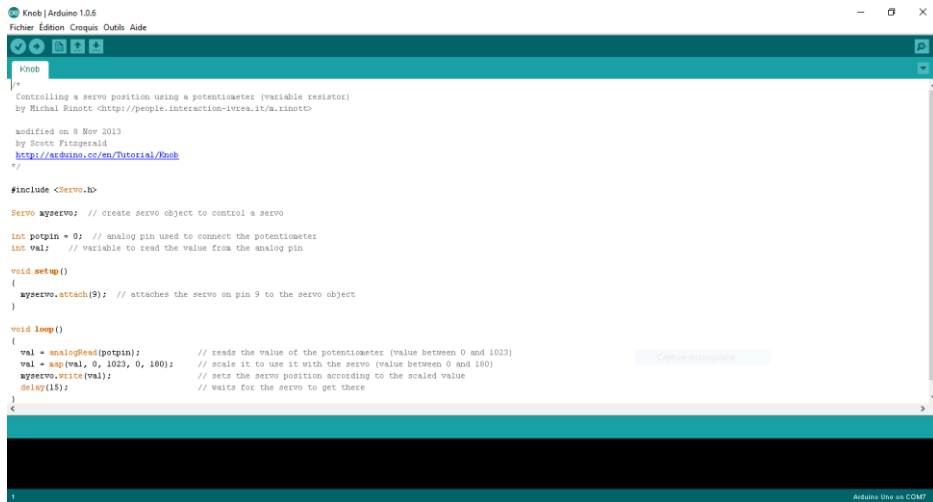 Knob | Arduino 1.0.6
Fichier Édition Croquis Outils Aide
Knob
/*
Controlling a servo position using a potentiometer (variable resistor)
by Michal Rinott <http://people.interaction-ivrea.it/m.rinott>
modified on 8 Nov 2013
by Scott Fitzgerald
http://arduino.cc/en/Tutorial/Knob
*/
#include <Servo.h>
Servo myservo;  // create servo object to control a servo
int potpin = 0;  // analog pin used to connect the potentiometer
int val;    // variable to read the value from the analog pin
void setup()
{
  myservo.attach(9);  // attaches the servo on pin 9 to the servo object
}
void loop()
{
  val = analogRead(potpin);            // reads the value of the potentiometer (value between 0 and 1023)
  val = map(val, 0, 1023, 0, 180);     // scale it to use it with the servo (value between 0 and 180)
  myservo.write(val);                  // sets the servo position according to the scaled value
  delay(15);                           // waits for the servo to get there
}
Capture rectangulaire
1
Arduino Uno on COM7